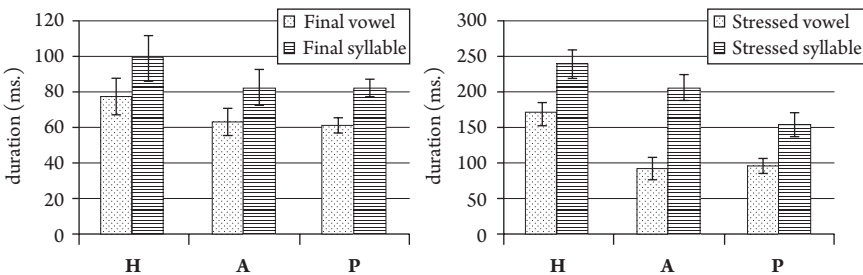 120
100
80
60
40
20
0
duration (ms.)
Final vowel
Final syllable
H A P
300
250
200
150
100
50
0
duration (ms.)
Stressed vowel
Stressed syllable
H A P